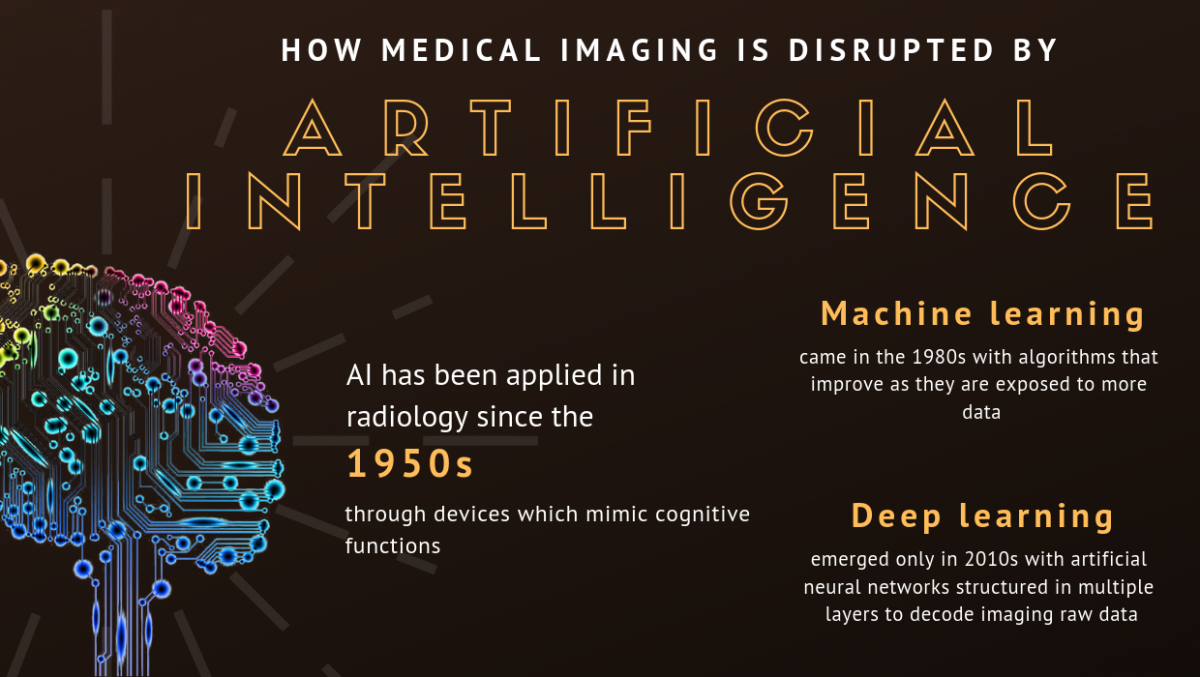 HOW MEDICAL IMAGING IS DISRUPTED BY
ARTIFICIAL
INTELLIGENCE
AI has been applied in
radiology since the
1950s
through devices which mimic cognitive
functions
Machine learning
came in the 1980s with algorithms that
improve as they are exposed to more
data
Deep learning
emerged only in 2010s with artificial
neural networks structured in multiple
layers to decode imaging raw data